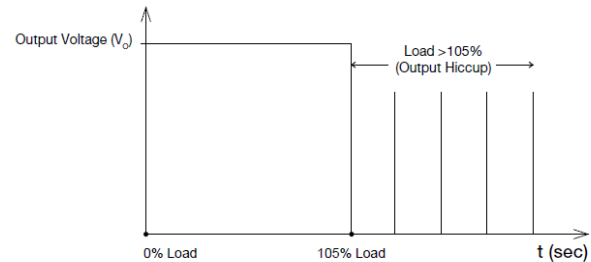 Output Voltage (Vo)
Load >105%
(Output Hiccup)
0% Load
105% Load
t (sec)